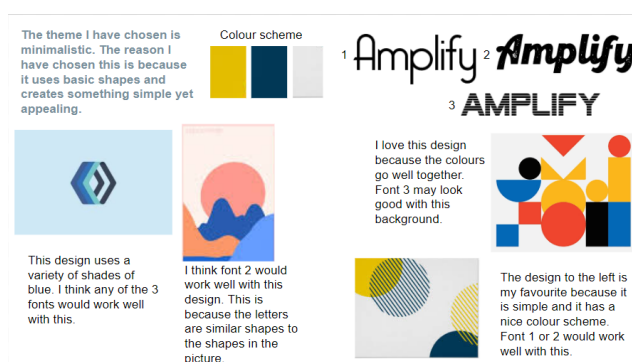 The theme I have chosen is
minimalistic. The reason I
have chosen this is because
it uses basic shapes and
creates something simple yet
appealing.
Colour scheme
1 Amplify
2 Amplify
3 AMPLIFY
I love this design
because the colours
go well together.
Font 3 may look
good with this
background.
This design uses a
variety of shades of
blue. I think any of the 3
fonts would work well
with this.
I think font 2 would
work well with this
design. This is
because the letters
are similar shapes to
the shapes in the
picture
The design to the left is
my favourite because it
is simple and it has a
nice colour scheme.
Font 1 or 2 would work
well with this.